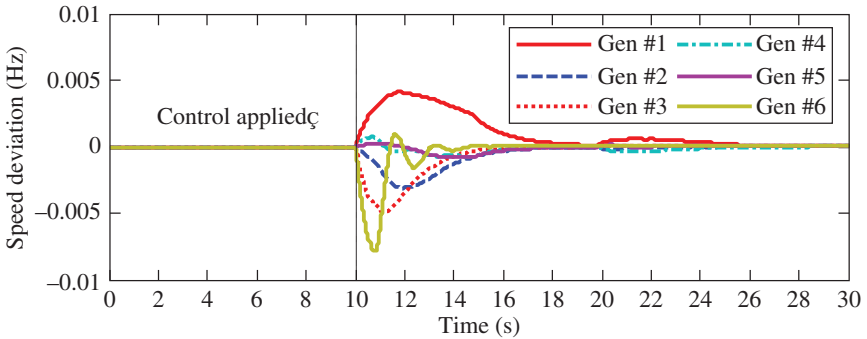 0.01
0.005
0
−0.005
−0.01
Speed deviation (Hz)
Control appliedç
Gen #1
Gen #2
Gen #3
Gen #4
Gen #5
Gen #6
0 2 4 6 8 10 12 14 16 18 20 22 24 26 28 30
Time (s)